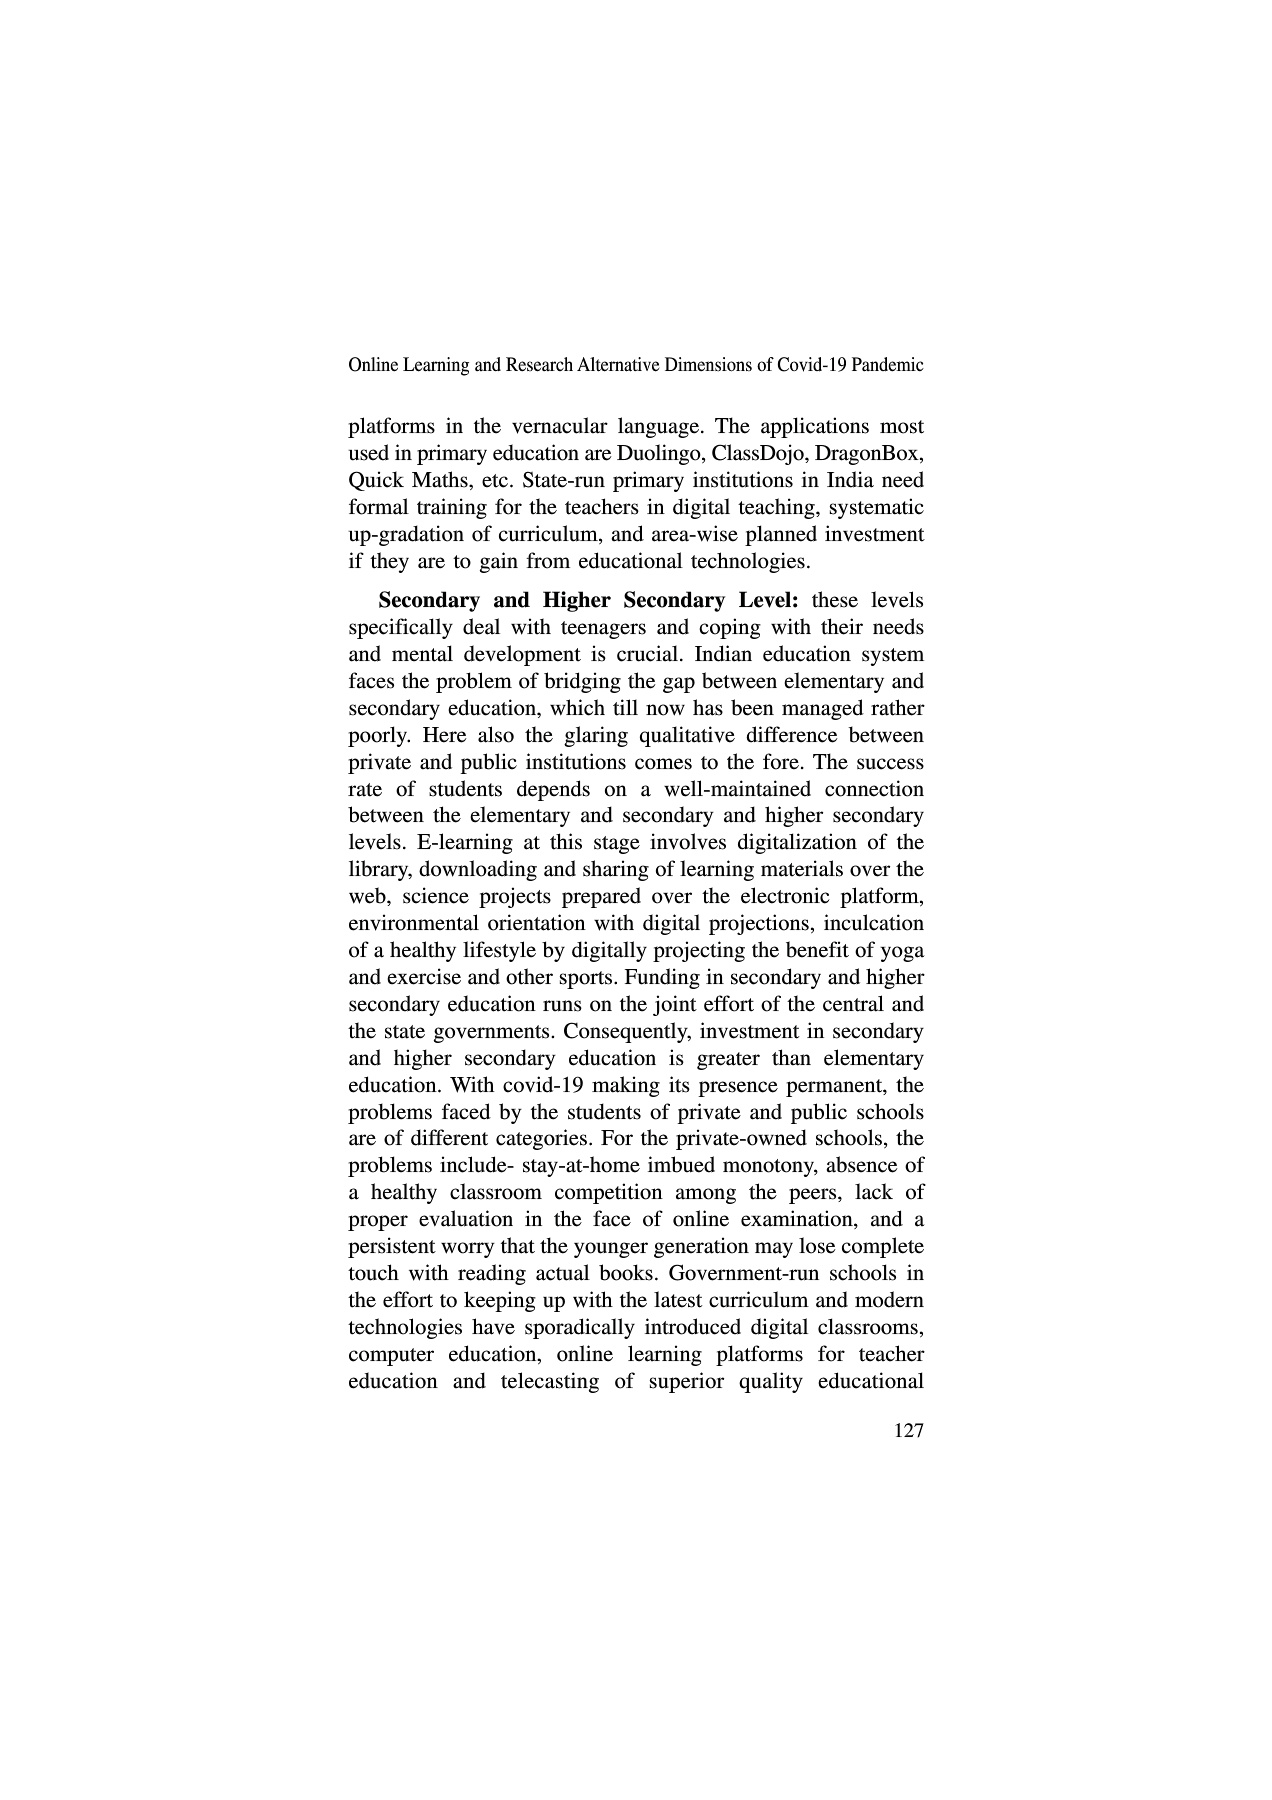 Online Learning and Research Alternative Dimensions of Covid-19 Pandemic
platforms in the vernacular language. The applications most
used in primary education are Duolingo, ClassDojo, DragonBox,
Quick Maths, etc. State-run primary institutions in India need
formal training for the teachers in digital teaching, systematic
up-gradation of curriculum, and area-wise planned investment
if they are to gain from educational technologies.
Secondary and Higher Secondary Level: these levels
specifically deal with teenagers and coping with their needs
and mental development is crucial. Indian education system
faces the problem of bridging the gap between elementary and
secondary education, which till now has been managed rather
poorly. Here also the glaring qualitative difference between
private and public institutions comes to the fore. The success
rate of students depends on a well-maintained connection
between the elementary and secondary and higher secondary
levels. E-learning at this stage involves digitalization of the
library, downloading and sharing of learning materials over the
web, science projects prepared over the electronic platform,
environmental orientation with digital projections, inculcation
of a healthy lifestyle by digitally projecting the benefit of yoga
and exercise and other sports. Funding in secondary and higher
secondary education runs on the joint effort of the central and
the state governments. Consequently, investment in secondary
and higher secondary education is greater than elementary
education. With covid-19 making its presence permanent, the
problems faced by the students of private and public schools
are of different categories. For the private-owned schools, the
problems include- stay-at-home imbued monotony, absence of
a healthy classroom competition among the peers, lack of
proper evaluation in the face of online examination, and a
persistent worry that the younger generation may lose complete
touch with reading actual books. Government-run schools in
the effort to keeping up with the latest curriculum and modern
technologies have sporadically introduced digital classrooms,
computer education, online learning platforms for teacher
education and telecasting of superior quality educational
127